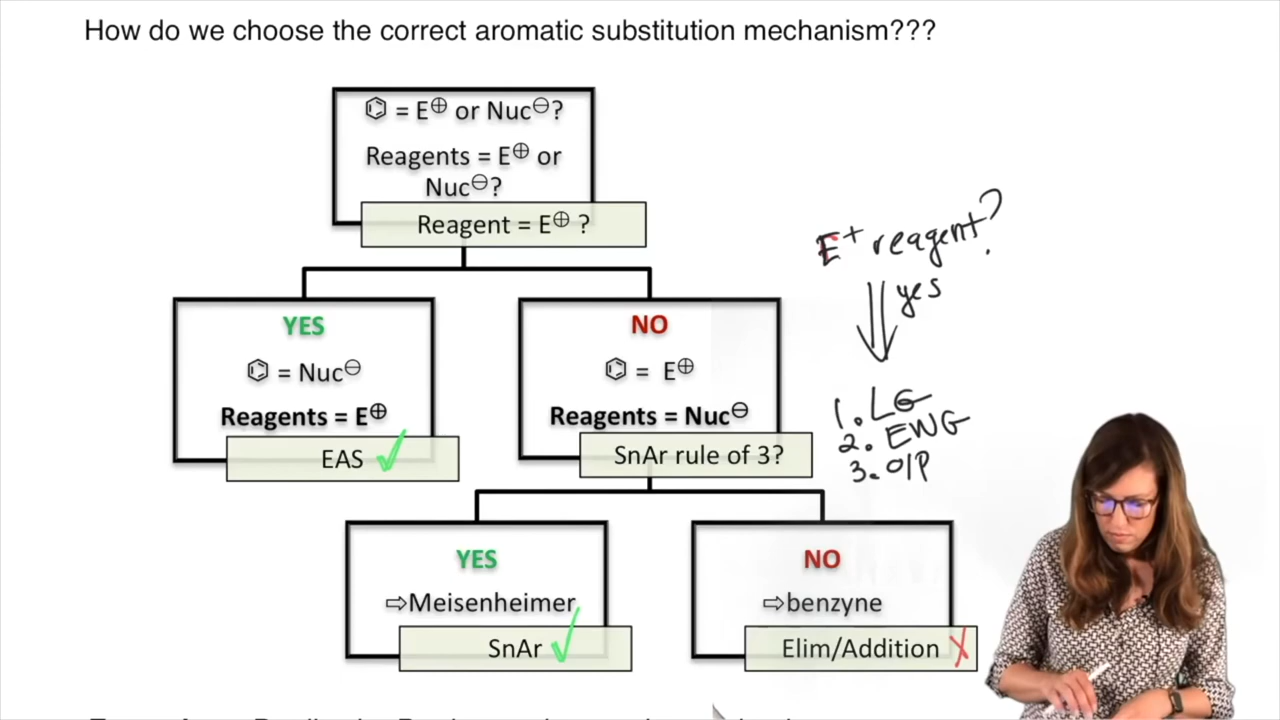 How do we choose the correct aromatic substitution mechanism???
⌬ = E⊕ or Nuc⊖?
Reagents = E⊕ or
Nuc⊖?
Reagent = E⊕ ?
E+ reagent?
yes
YES
⌬ = Nuc⊖
Reagents = E⊕
EAS ✓
NO
⌬ = E⊕
Reagents = Nuc⊖
SnAr rule of 3?
1. LG
2. EWG
3. O/P
YES
⇨Meisenheimer
SnAr ✓
NO
⇨benzyne
Elim/Addition X